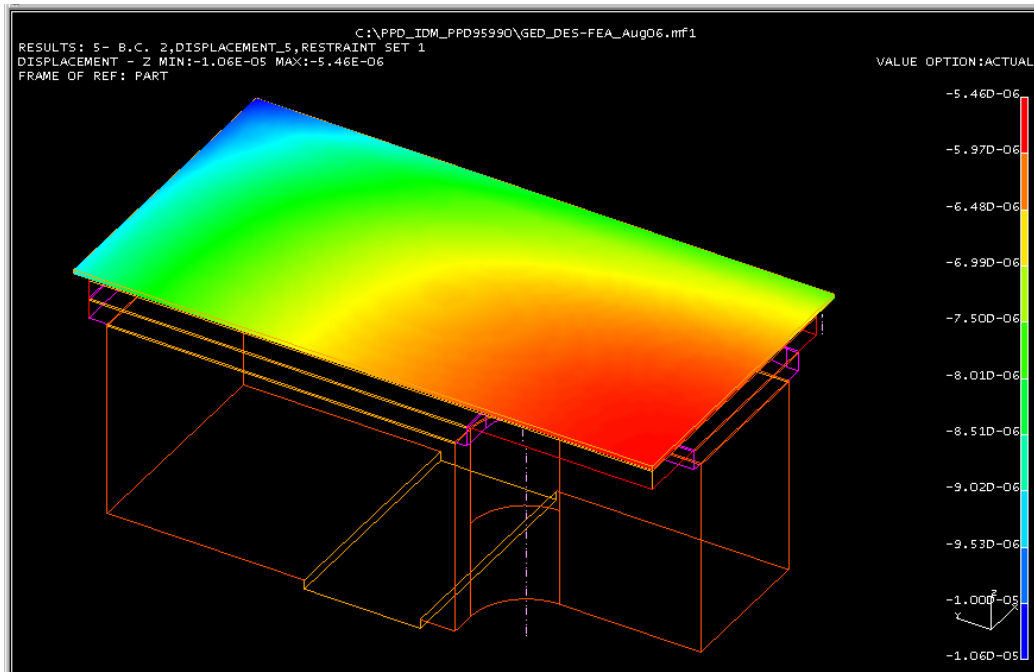 C:\PPD_IDM_PPD95990\GED_DES-FEA_Aug06.mf1
RESULTS: 5- B.C. 2,DISPLACEMENT_5,RESTRAINT SET 1
DISPLACEMENT - Z MIN:-1.06E-05 MAX:-5.46E-06
VALUE OPTION:ACTUAL
FRAME OF REF: PART
-5.46D-06
-5.97D-06
-6.48D-06
-6.99D-06
-7.50D-06
-8.01D-06
-8.51D-06
-9.02D-06
-9.53D-06
-1.00D-05
-1.06D-05
Z
Y
X